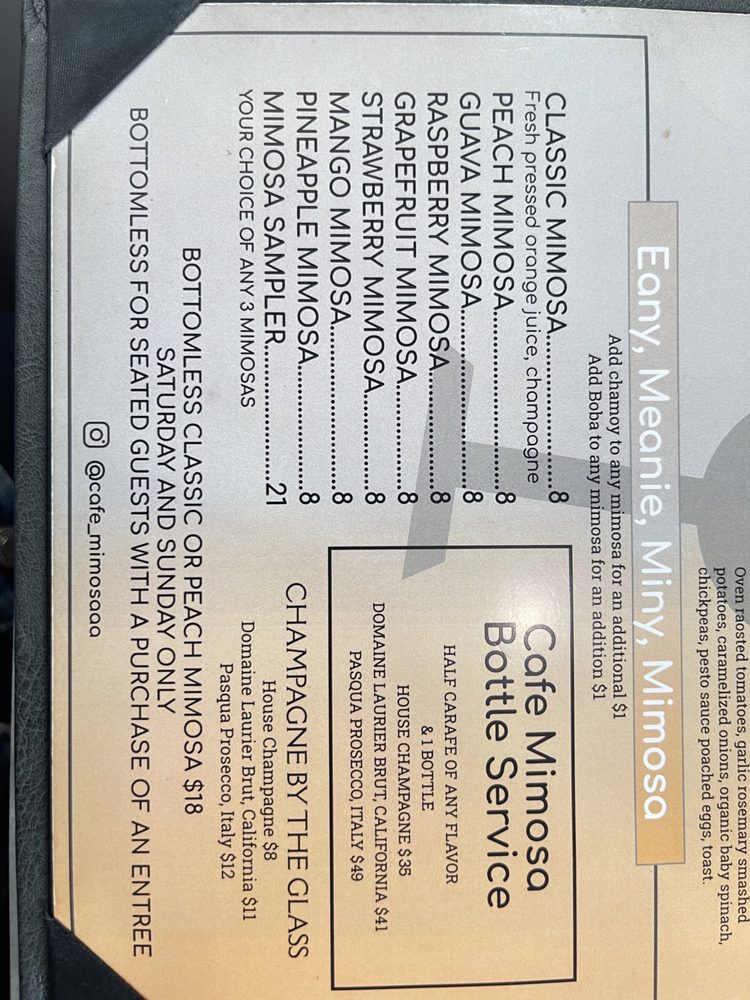 Oven raosted tomatoes, garlic rosemary smashed
potatoes, caramelized onions, organic baby spinach,
chickpeas, pesto sauce poached eggs, toast.
Eany, Meanie, Miny, Mimosa
Add chamoy to any mimosa for an additional $1
Add Boba to any mimosa for an addition $1
CLASSIC MIMOSA..................8
Fresh pressed orange juice, champagne
PEACH MIMOSA.......................8
GUAVA MIMOSA.......................8
RASPBERRY MIMOSA................8
GRAPEFRUIT MIMOSA..............8
STRAWBERRY MIMOSA.............8
MANGO MIMOSA......................8
PINEAPPLE MIMOSA..................8
MIMOSA SAMPLER....................21
YOUR CHOICE OF ANY 3 MIMOSAS
Cafe Mimosa
Bottle Service
HALF CARAFE OF ANY FLAVOR
& 1 BOTTLE
HOUSE CHAMPAGNE $35
DOMAINE LAURIER BRUT, CALIFORNIA $41
PASQUA PROSECCO, ITALY $49
CHAMPAGNE BY THE GLASS
House Champagne $8
Domaine Laurier Brut, California $11
Pasqua Prosecco, Italy $12
BOTTOMLESS CLASSIC OR PEACH MIMOSA $18
SATURDAY AND SUNDAY ONLY
BOTTOMLESS FOR SEATED GUESTS WITH A PURCHASE OF AN ENTREE
@cafe_mimosaaa